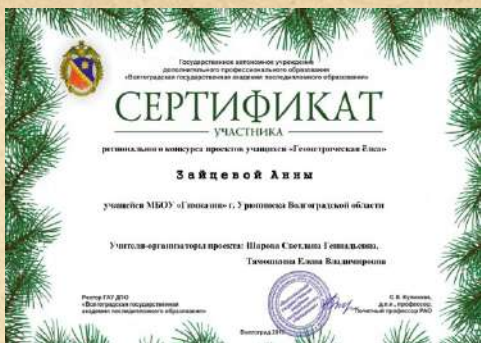 Государственное автономное учреждение
дополнительного профессионального образования
«Волгоградская государственная академия последипломного образования»
СЕРТИФИКАТ
УЧАСТНИКА
регионального конкурса проектов учащихся «Геометрическая Ёлка»
Зайцевой Анны
учащейся МБОУ «Гимназия» г. Урюпинска Волгоградской области
Учителя-организаторы проекта: Шарова Светлана Геннадьевна,
Елена Владимировна
Ректор ГАУ ДПО
«Волгоградская государственная
академия последипломного образования»
С. В. Куликова,
д.п.н., профессор,
Почетный профессор РАО
Волгоград